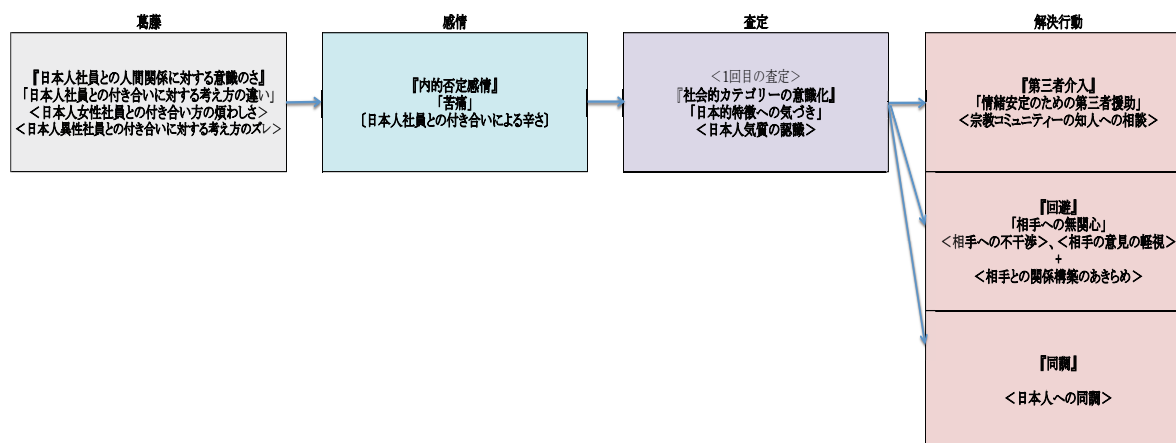 葛藤
『日本人社員との人間関係に対する意識のさ』
「日本人社員との付き合いに対する考え方の違い」
<日本人女性社員との付き合い方の煩わしさ>
<日本人異性社員との付き合いに対する考え方のズレ>
感情
『内的否定感情』
「苦痛」
〔日本人社員との付き合いによる辛さ〕
査定
<1回目の査定>
『社会的カテゴリーの意識化』
「日本的特徴への気づき」
<日本人気質の認識>
解決行動
『第三者介入』
「情緒安定のための第三者援助」
<宗教コミュニティーの知人への相談>
『回避』
「相手への無関心」
<相手への不干渉>、<相手の意見の軽視>
+
<相手との関係構築のあきらめ>
『同調』
<日本人への同調>